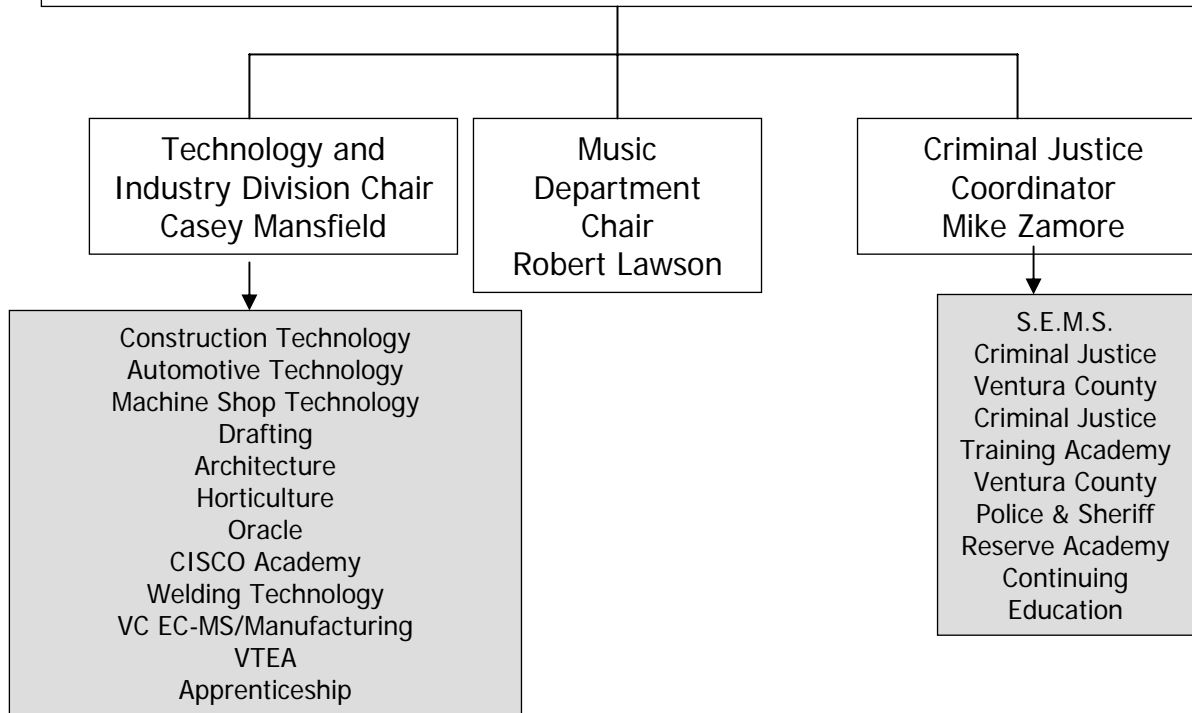 Technology and
Industry Division Chair
Casey Mansfield
Music
Department
Chair
Robert Lawson
Criminal Justice
Coordinator
Mike Zamore
Construction Technology
Automotive Technology
Machine Shop Technology
Drafting
Architecture
Horticulture
Oracle
CISCO Academy
Welding Technology
VC EC-MS/Manufacturing
VTEA
Apprenticeship
S.E.M.S.
Criminal Justice
Ventura County
Criminal Justice
Training Academy
Ventura County
Police & Sheriff
Reserve Academy
Continuing
Education